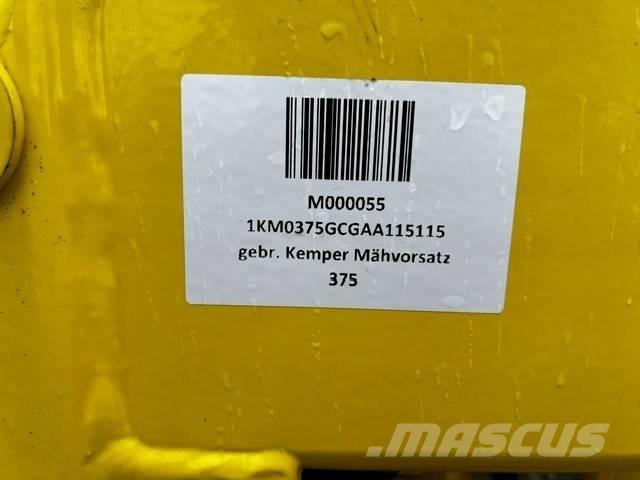 M000055
1KM0375GCGAA115115
gebr. Kemper Mähvorsatz
375
MASCUS